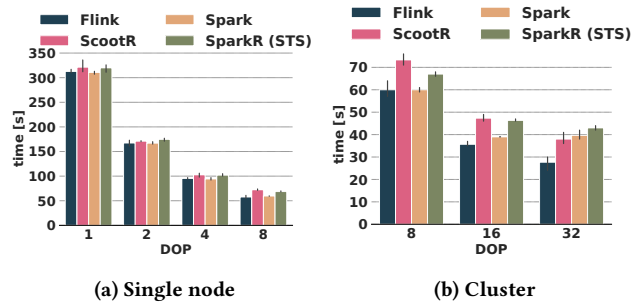 Flink Spark
ScootR SparkR (STS)
time [s]
350
300
250
200
150
100
50
0
1 2 4 8
DOP
(a) Single node
Flink Spark
ScootR SparkR (STS)
time [s]
70
60
50
40
30
20
10
0
8 16 32
DOP
(b) Cluster